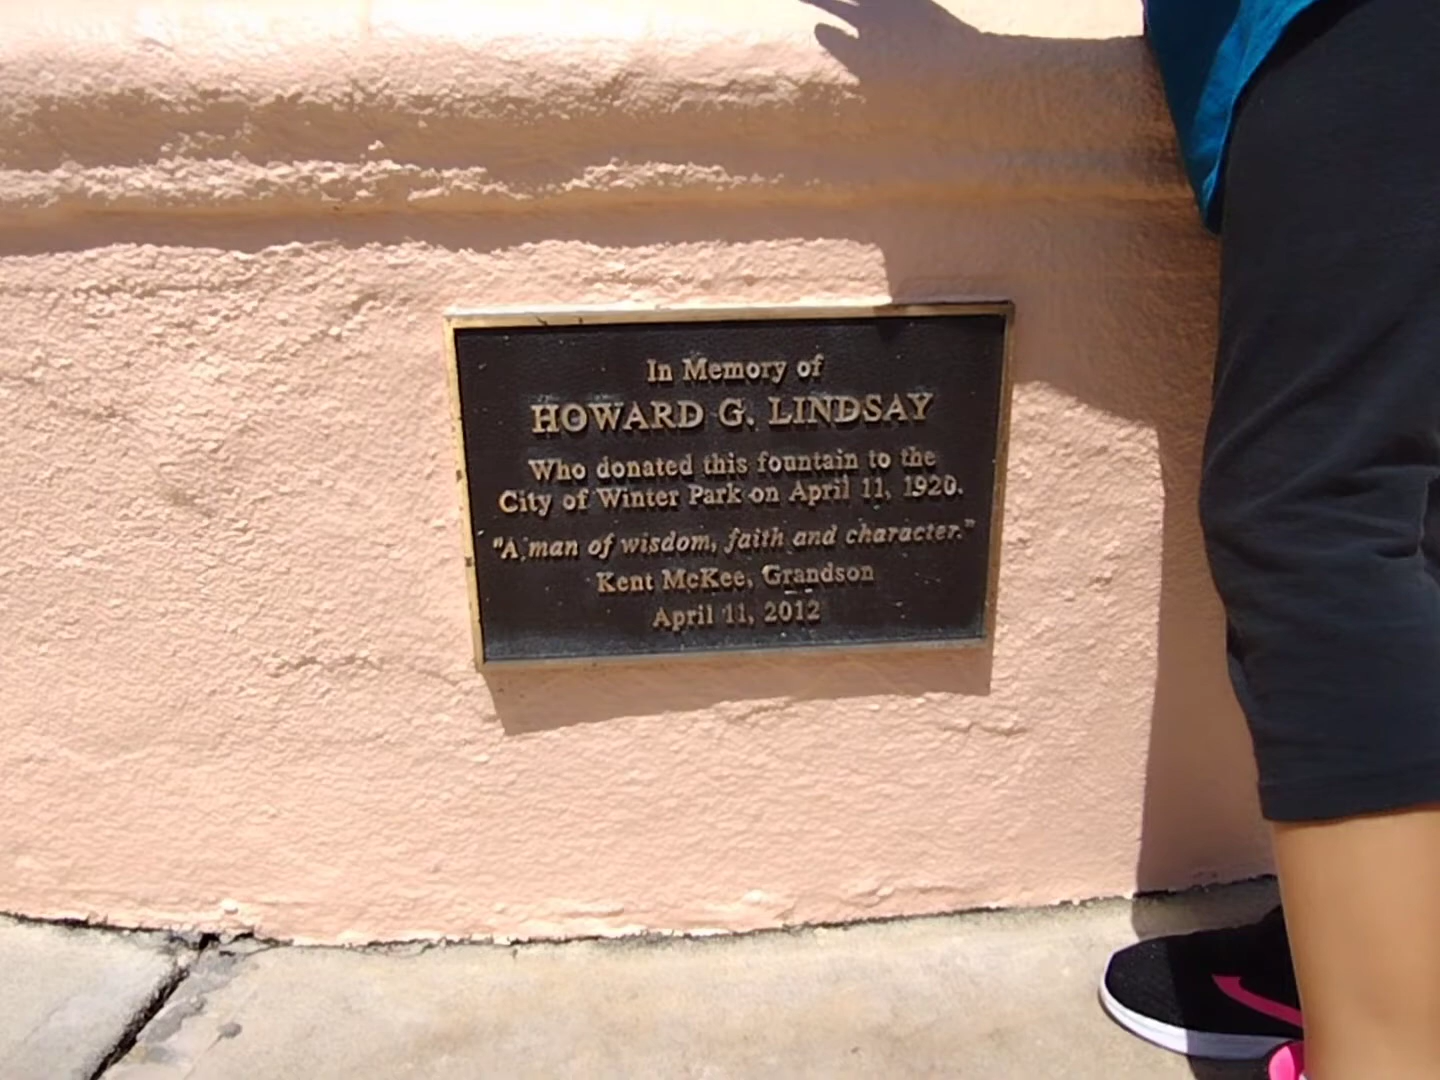 In Memory of
HOWARD G. LINDSAY
Who donated this fountain to the
City of Winter Park on April 11, 1920.
"A man of wisdom, faith and character."
Kent McKee, Grandson
April 11, 2012